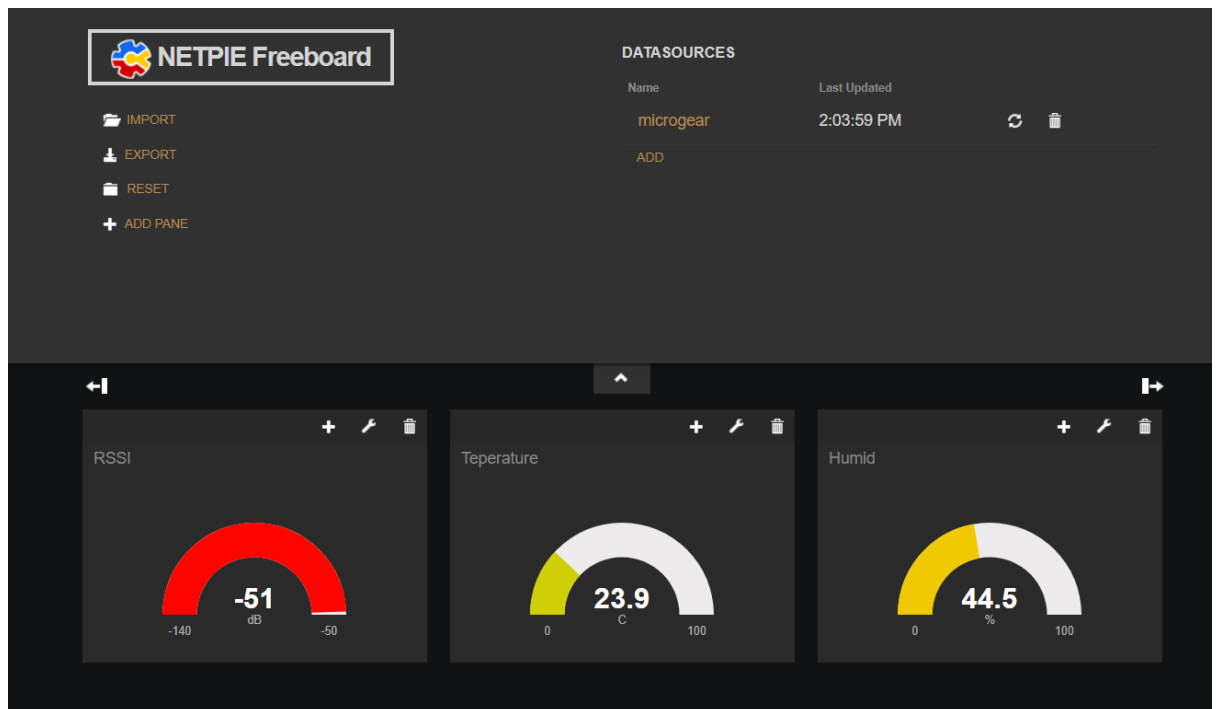 NETPIE Freeboard
IMPORT
EXPORT
RESET
ADD PANE
DATASOURCES
Name Last Updated
microgear 2:03:59 PM
ADD
RSSI
-51
dB
-140 -50
Teperature
23.9
C
0 100
Humid
44.5
%
0 100